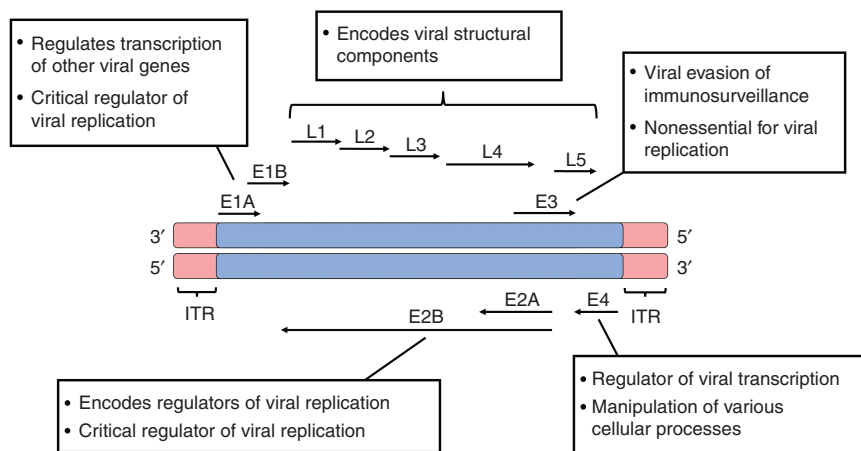 • Regulates transcription
of other viral genes
• Critical regulator of
viral replication
• Encodes viral structural
components
• Viral evasion of
immunosurveillance
• Nonessential for viral
replication
L1
L2
L3
L4
L5
E1B
E1A
E3
3′
5′
5′
3′
ITR
E2A
E4
ITR
E2B
• Encodes regulators of viral replication
• Critical regulator of viral replication
• Regulator of viral transcription
• Manipulation of various
cellular processes